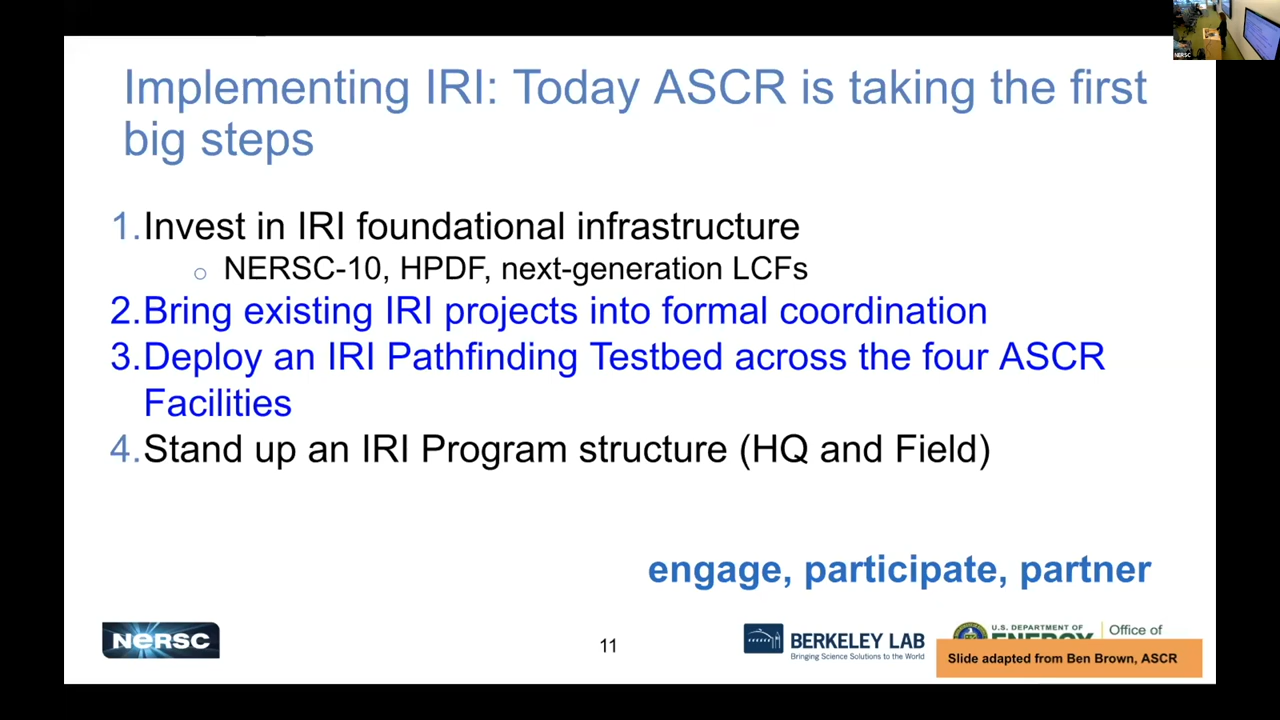 Implementing IRI: Today ASCR is taking the first
big steps
1. Invest in IRI foundational infrastructure
○ NERSC-10, HPDF, next-generation LCFs
2. Bring existing IRI projects into formal coordination
3. Deploy an IRI Pathfinding Testbed across the four ASCR
Facilities
4. Stand up an IRI Program structure (HQ and Field)
engage, participate, partner
NERSC
11
BERKELEY LAB
Bringing Science Solutions to the World
U.S. DEPARTMENT OF
ENERGY
Office of
Slide adapted from Ben Brown, ASCR
NERSC